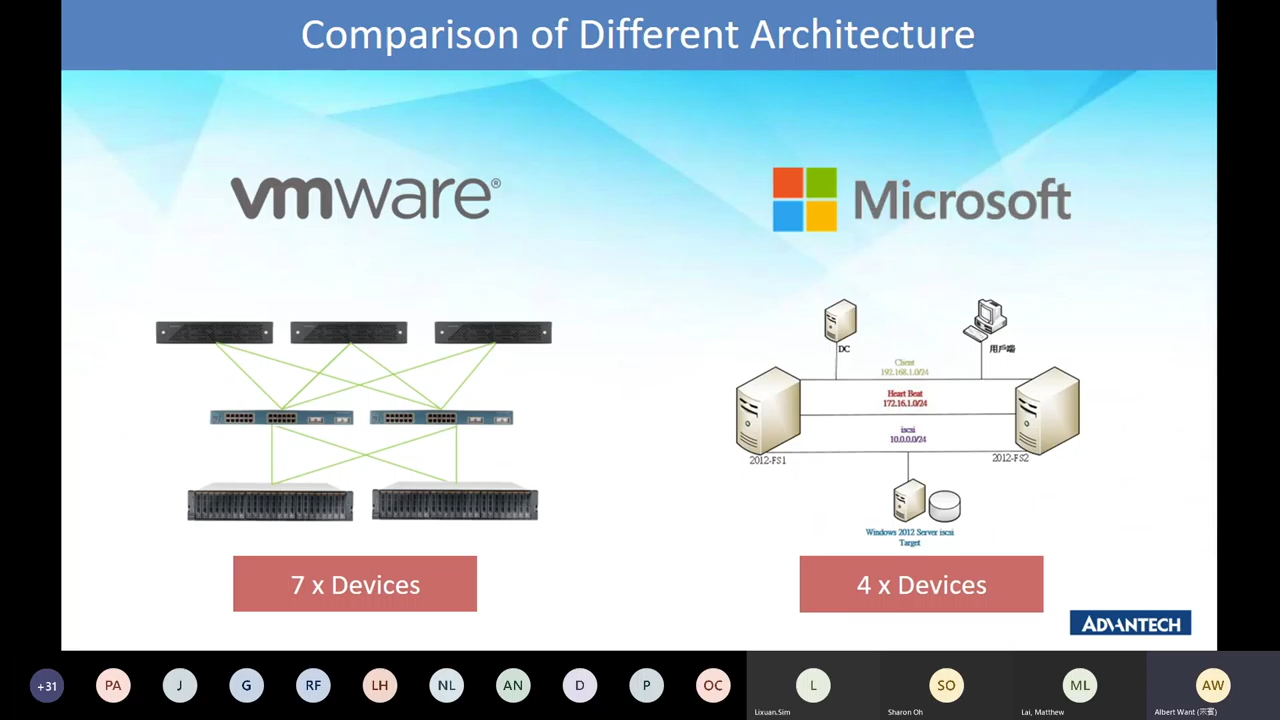 Comparison of Different Architecture
vmware®
Microsoft
DC
用戶端
Client
192.168.1.0/24
Heart Beat
172.16.1.0/24
iscsi
10.0.0.0/24
2012-FS1
2012-FS2
Windows 2012 Server iscsi
Target
7 x Devices
4 x Devices
ADVANTECH
+31
PA
J
G
RF
LH
NL
AN
D
P
OC
L
SO
ML
AW
Lixuan.Sim
Sharon Oh
Lai, Matthew
Albert Want